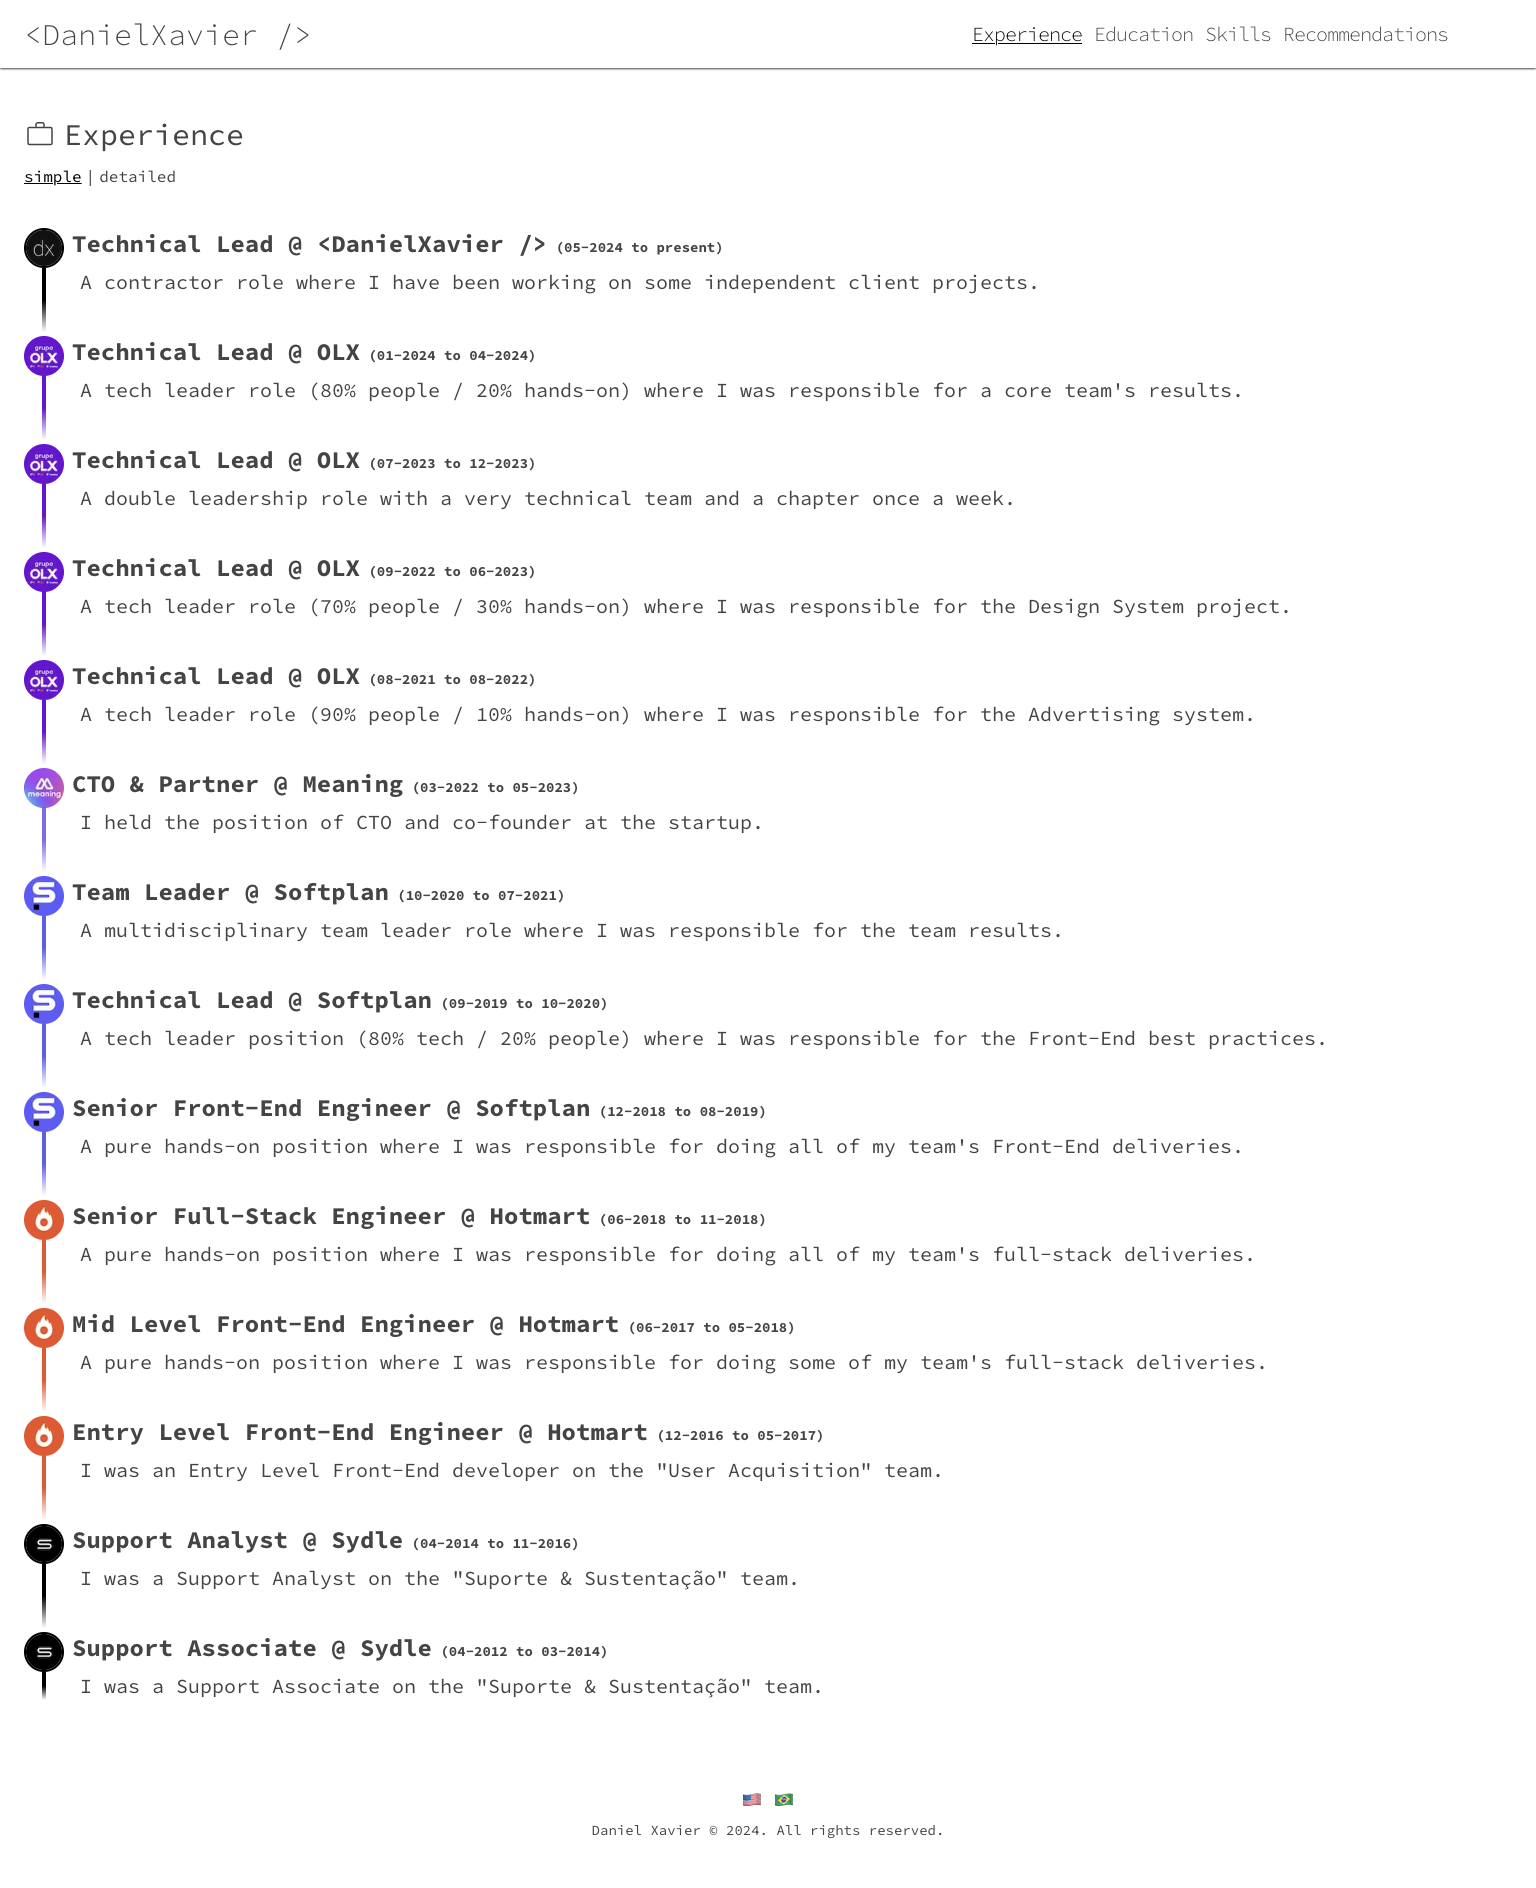 <DanielXavier />
Experience Education Skills Recommendations
Experience
simple | detailed
dx
Technical Lead @ <DanielXavier /> (05-2024 to present)
A contractor role where I have been working on some independent client projects.
grupo
OLX
Technical Lead @ OLX (01-2024 to 04-2024)
A tech leader role (80% people / 20% hands-on) where I was responsible for a core team's results.
grupo
OLX
Technical Lead @ OLX (07-2023 to 12-2023)
A double leadership role with a very technical team and a chapter once a week.
grupo
OLX
Technical Lead @ OLX (09-2022 to 06-2023)
A tech leader role (70% people / 30% hands-on) where I was responsible for the Design System project.
grupo
OLX
Technical Lead @ OLX (08-2021 to 08-2022)
A tech leader role (90% people / 10% hands-on) where I was responsible for the Advertising system.
meaning
CTO & Partner @ Meaning (03-2022 to 05-2023)
I held the position of CTO and co-founder at the startup.
Team Leader @ Softplan (10-2020 to 07-2021)
A multidisciplinary team leader role where I was responsible for the team results.
Technical Lead @ Softplan (09-2019 to 10-2020)
A tech leader position (80% tech / 20% people) where I was responsible for the Front-End best practices.
Senior Front-End Engineer @ Softplan (12-2018 to 08-2019)
A pure hands-on position where I was responsible for doing all of my team's Front-End deliveries.
Senior Full-Stack Engineer @ Hotmart (06-2018 to 11-2018)
A pure hands-on position where I was responsible for doing all of my team's full-stack deliveries.
Mid Level Front-End Engineer @ Hotmart (06-2017 to 05-2018)
A pure hands-on position where I was responsible for doing some of my team's full-stack deliveries.
Entry Level Front-End Engineer @ Hotmart (12-2016 to 05-2017)
I was an Entry Level Front-End developer on the "User Acquisition" team.
Support Analyst @ Sydle (04-2014 to 11-2016)
I was a Support Analyst on the "Suporte & Sustentação" team.
Support Associate @ Sydle (04-2012 to 03-2014)
I was a Support Associate on the "Suporte & Sustentação" team.
Daniel Xavier © 2024. All rights reserved.